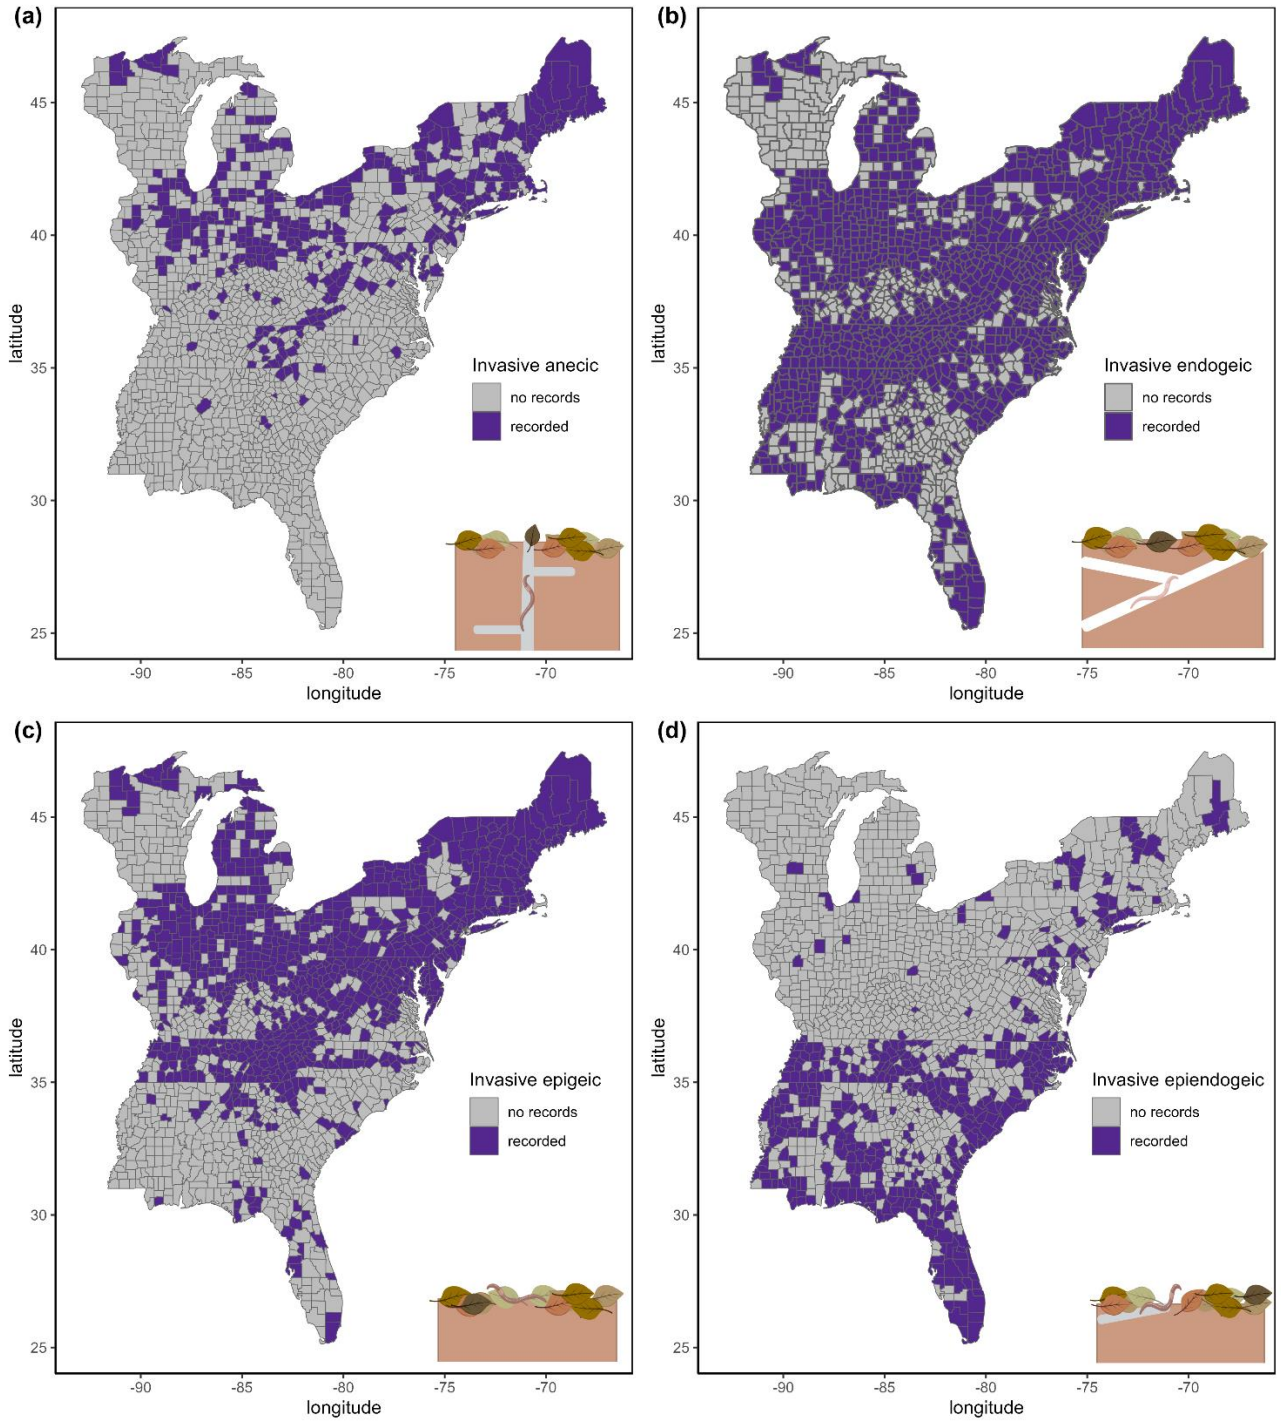 (a)
45
40
35
30
25
latitude
Invasive anecic
no records
recorded
-90
-85
-80
-75
-70
longitude
(b)
45
40
35
30
25
latitude
Invasive endogeic
no records
recorded
-90
-85
-80
-75
-70
longitude
(c)
45
40
35
30
25
latitude
Invasive epigeic
no records
recorded
-90
-85
-80
-75
-70
longitude
(d)
45
40
35
30
25
latitude
Invasive epiendogeic
no records
recorded
-90
-85
-80
-75
-70
longitude